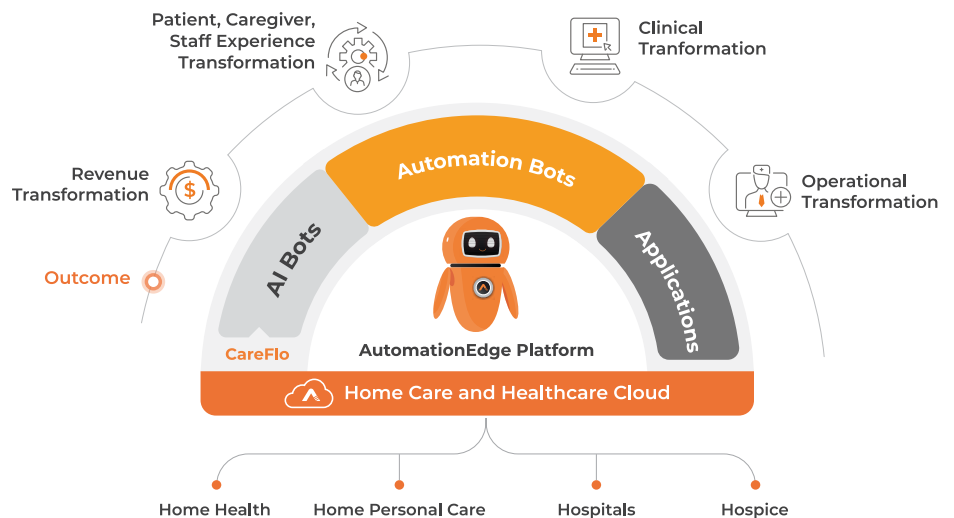 Patient, Caregiver,
Staff Experience
Transformation
Clinical
Tranformation
Revenue
Transformation
$
Operational
Transformation
Outcome
AI Bots
Automation Bots
Applications
CareFlo
AutomationEdge Platform
Home Care and Healthcare Cloud
Home Health
Home Personal Care
Hospitals
Hospice